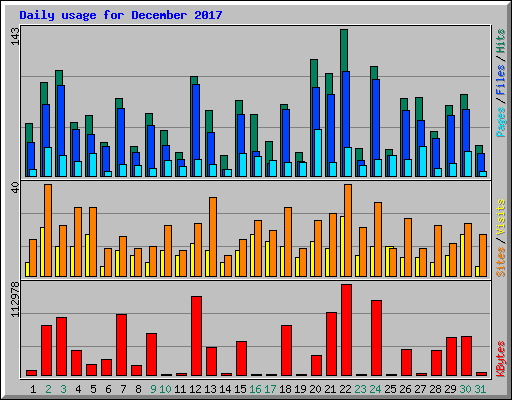 Daily usage for December 2017
143
Pages / Files / Hits
40
Sites / Visits
112978
KBytes
1 2 3 4 5 6 7 8 9 10 11 12 13 14 15 16 17 18 19 20 21 22 23 24 25 26 27 28 29 30 31